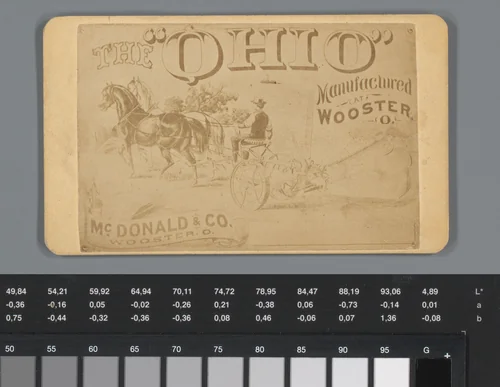 THE "OHIO"
Manufactured
AT
WOOSTER,
O.
McDONALD & CO.
WOOSTER, O.
49,84 54,21 59,92 64,94 70,11 74,72 78,95 84,47 88,19 93,06 4,89 L*
-0,36 -0,16 0,05 -0,02 -0,26 0,21 -0,38 0,06 -0,73 -0,14 0,01 a
0,75 -0,44 -0,32 -0,36 -0,36 0,08 0,46 -0,06 0,07 1,36 -0,08 b
50 55 60 65 70 75 80 85 90 95 G